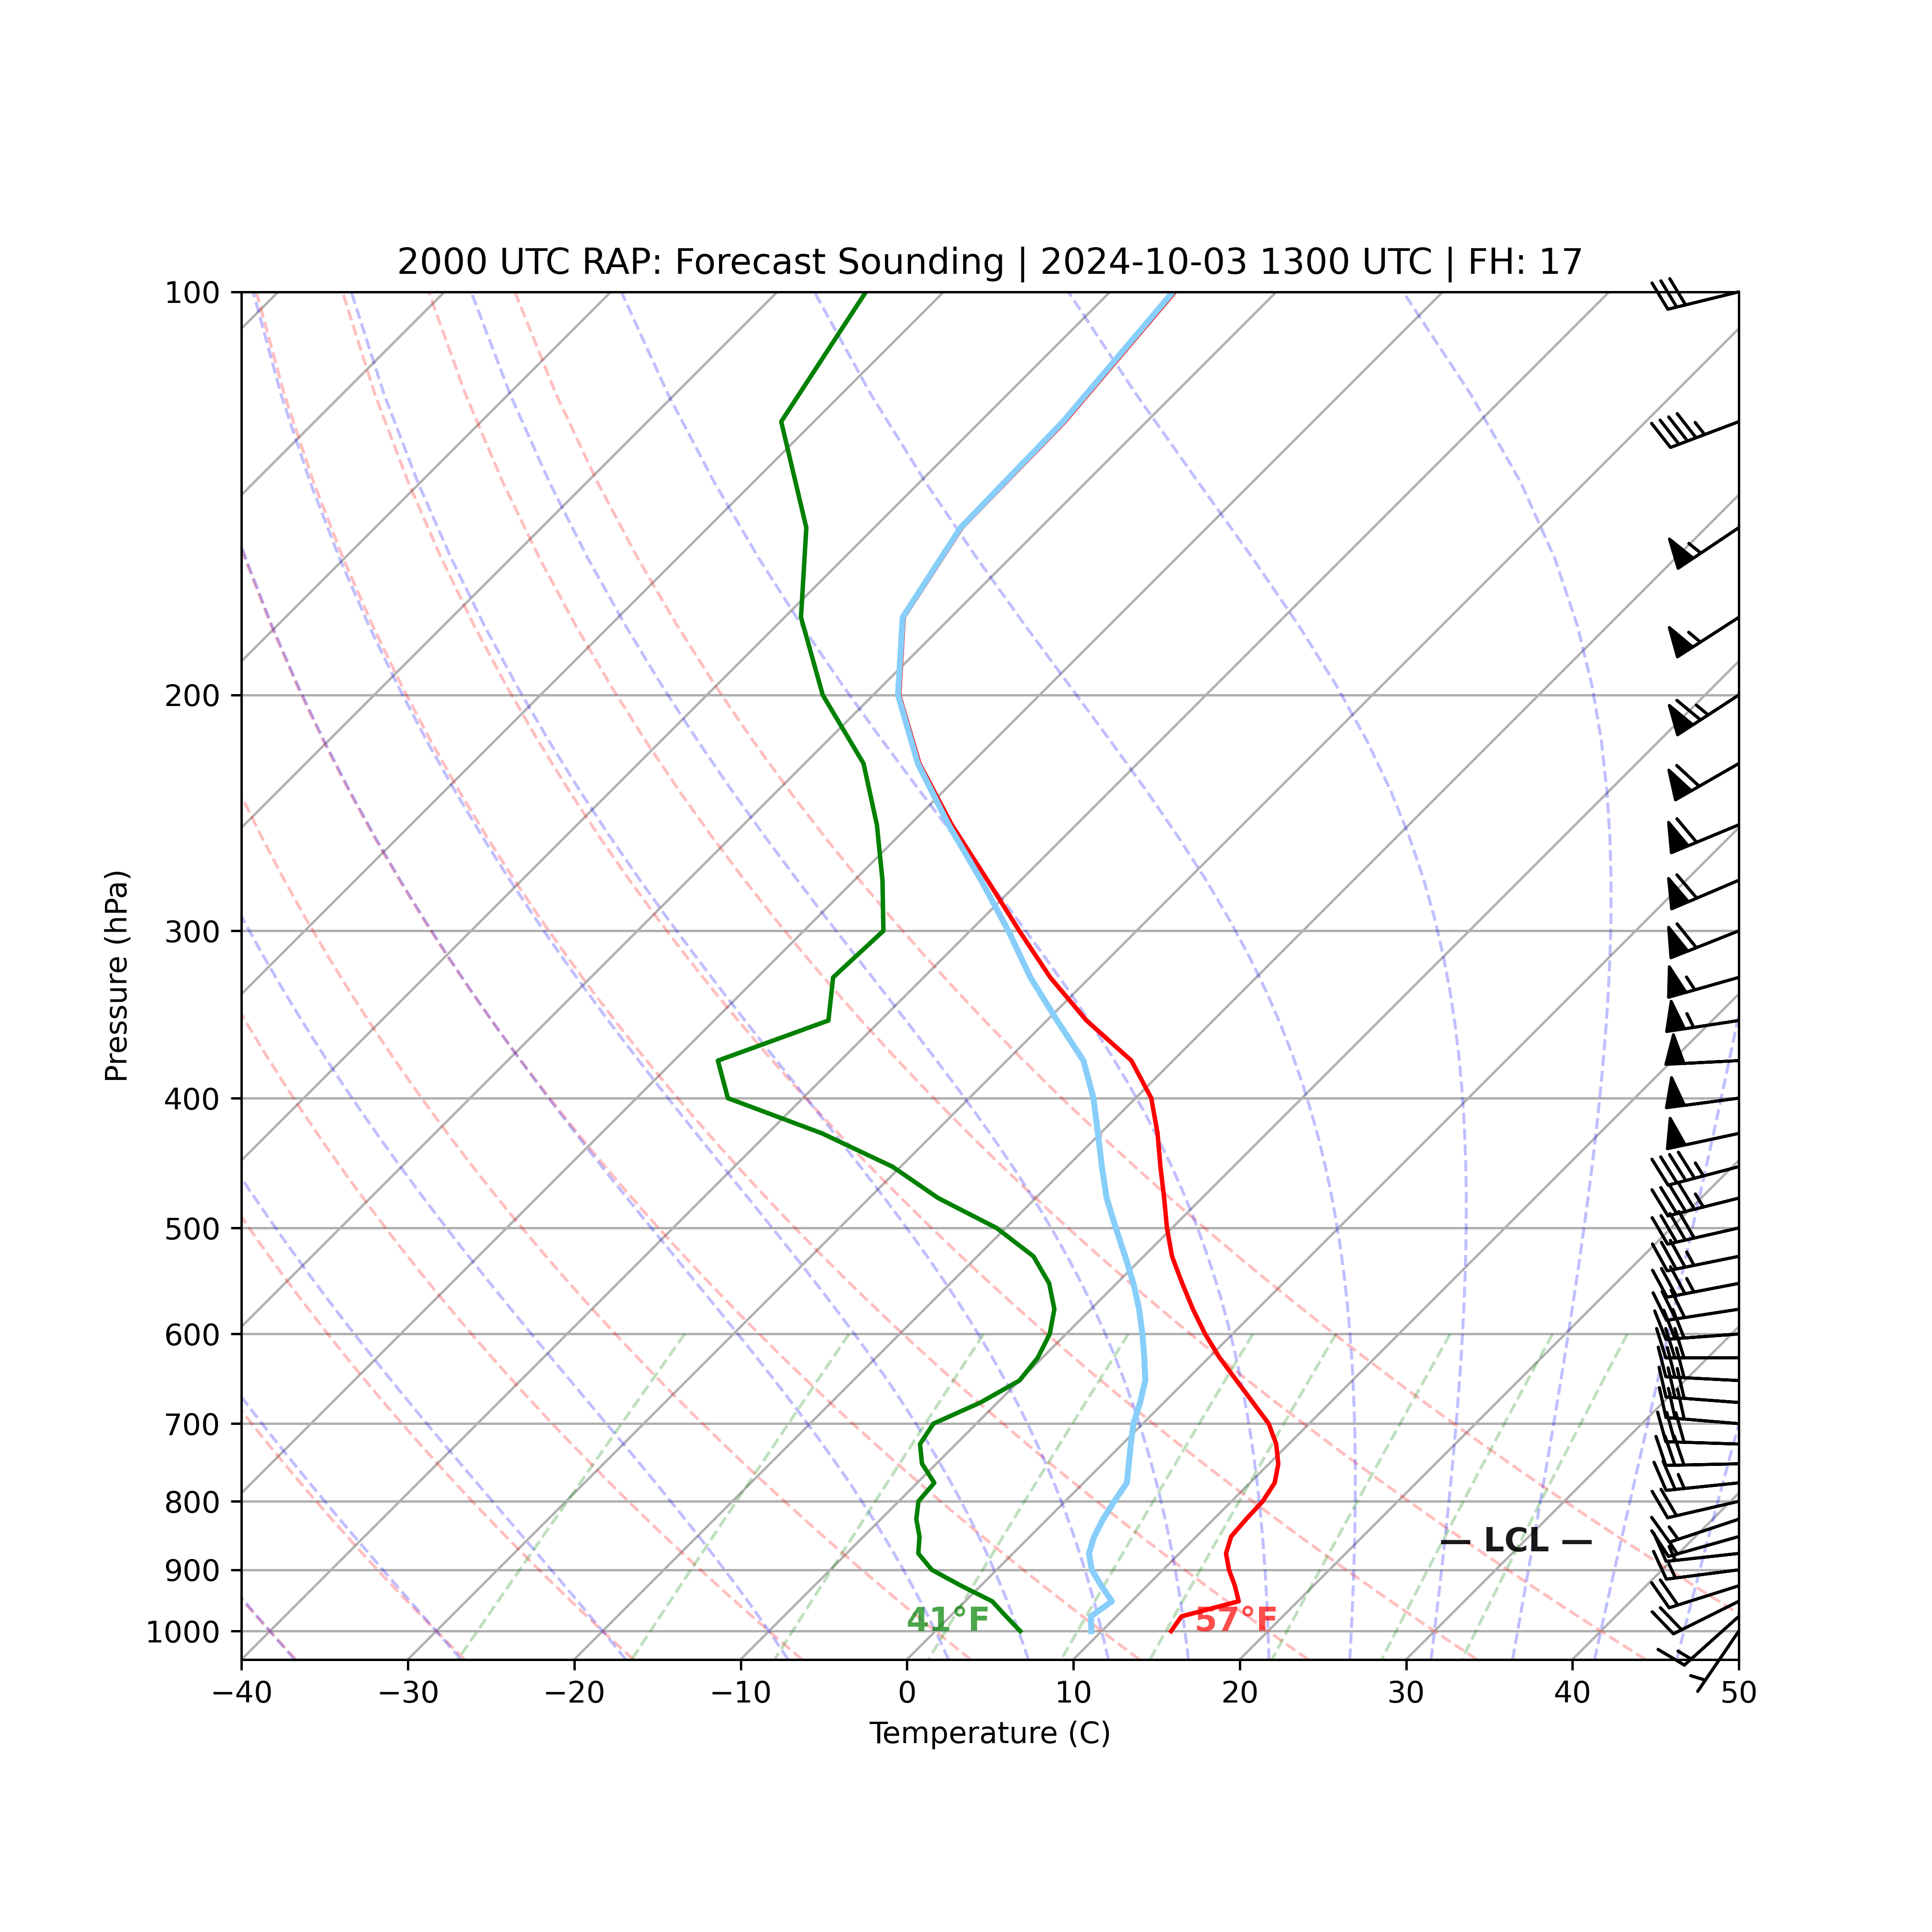 2000 UTC RAP: Forecast Sounding | 2024-10-03 1300 UTC | FH: 17
100
200
300
400
500
600
700
800
900
1000
Pressure (hPa)
— LCL —
41°F
57°F
−40 −30 −20 −10 0 10 20 30 40 50
Temperature (C)